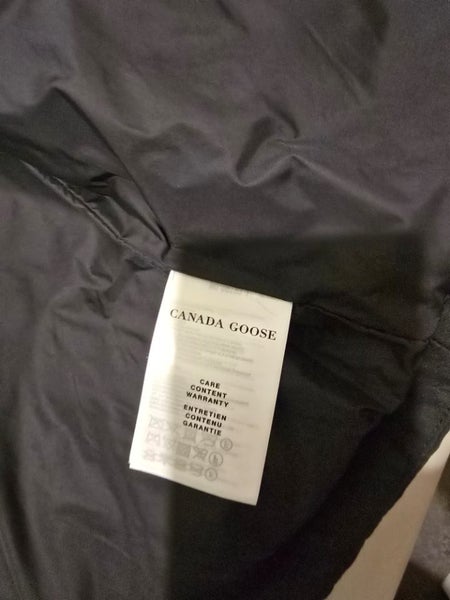 CANADA GOOSE
CARE
CONTENT
WARRANTY
ENTRETIEN
CONTENU
GARANTIE